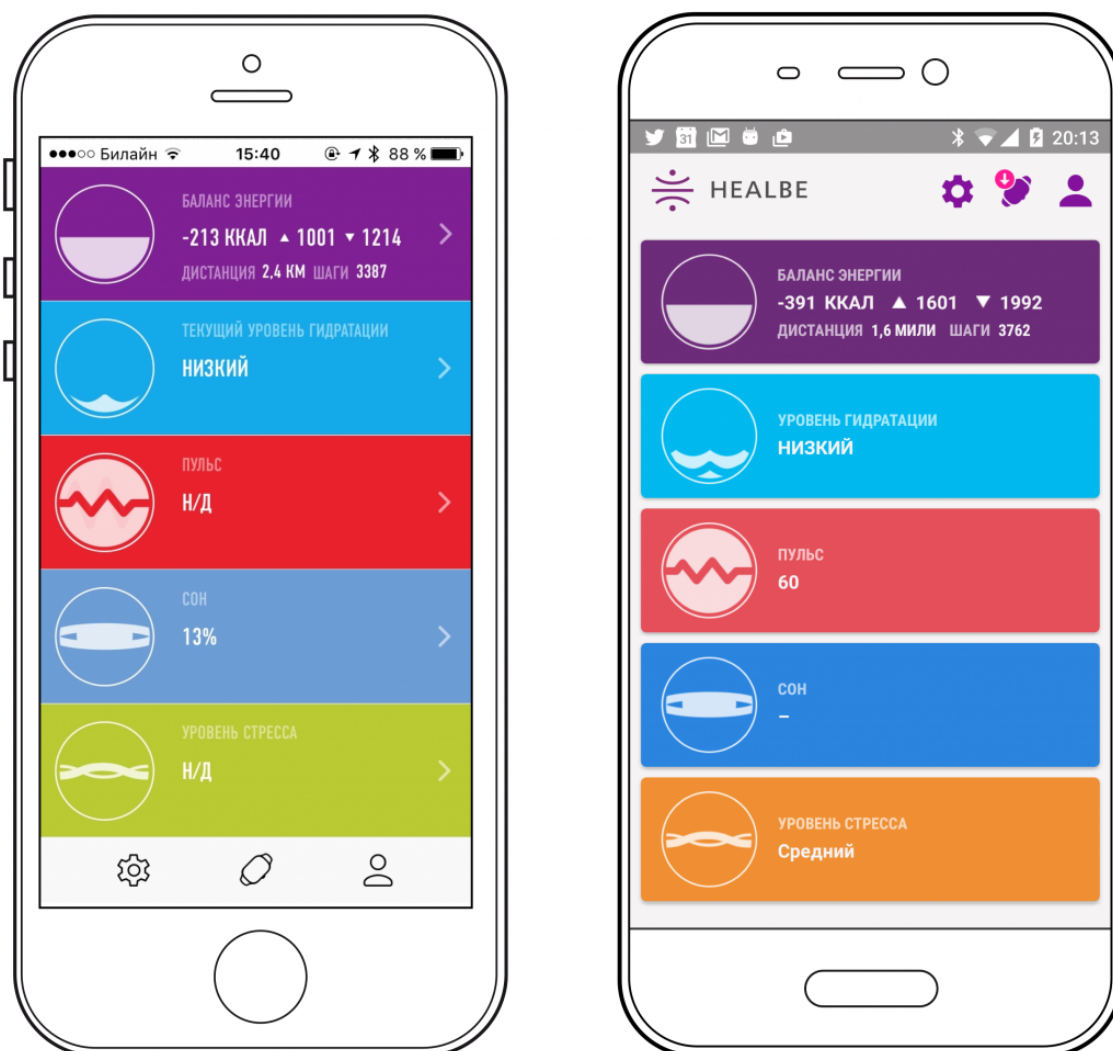 ●●●○○ Билайн 15:40 88 %
БАЛАНС ЭНЕРГИИ
-213 ККАЛ ▲ 1001 ▼ 1214
ДИСТАНЦИЯ 2,4 КМ ШАГИ 3387
ТЕКУЩИЙ УРОВЕНЬ ГИДРАТАЦИИ
НИЗКИЙ
ПУЛЬС
Н/Д
СОН
13%
УРОВЕНЬ СТРЕССА
Н/Д
31 20:13
HEALBE
БАЛАНС ЭНЕРГИИ
-391 ККАЛ ▲ 1601 ▼ 1992
ДИСТАНЦИЯ 1,6 МИЛИ ШАГИ 3762
УРОВЕНЬ ГИДРАТАЦИИ
НИЗКИЙ
ПУЛЬС
60
СОН
–
УРОВЕНЬ СТРЕССА
Средний